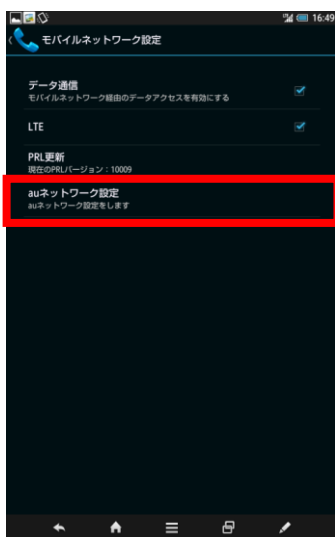 16:49
モバイルネットワーク設定
データ通信
モバイルネットワーク経由のデータアクセスを有効にする
LTE
PRL更新
現在のPRLバージョン：10009
auネットワーク設定
auネットワーク設定をします